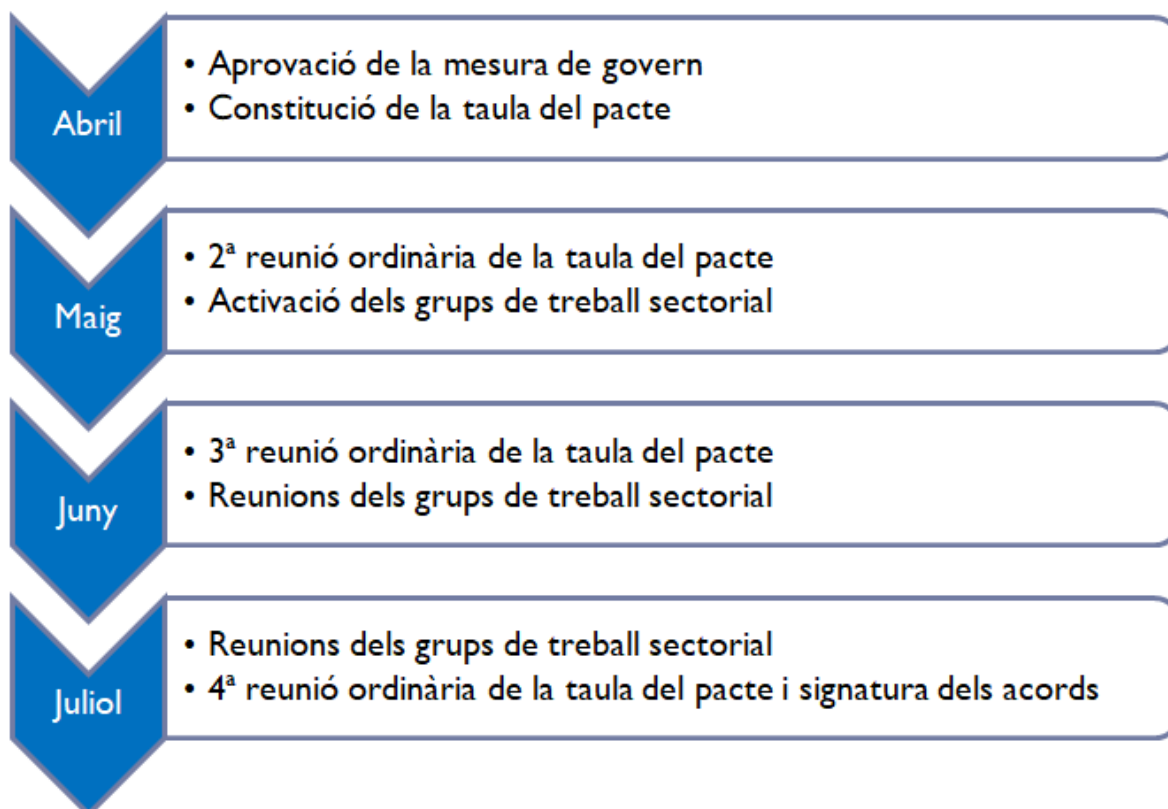 Abril
• Aprovació de la mesura de govern
• Constitució de la taula del pacte
Maig
• 2ª reunió ordinària de la taula del pacte
• Activació dels grups de treball sectorial
Juny
• 3ª reunió ordinària de la taula del pacte
• Reunions dels grups de treball sectorial
Juliol
• Reunions dels grups de treball sectorial
• 4ª reunió ordinària de la taula del pacte i signatura dels acords